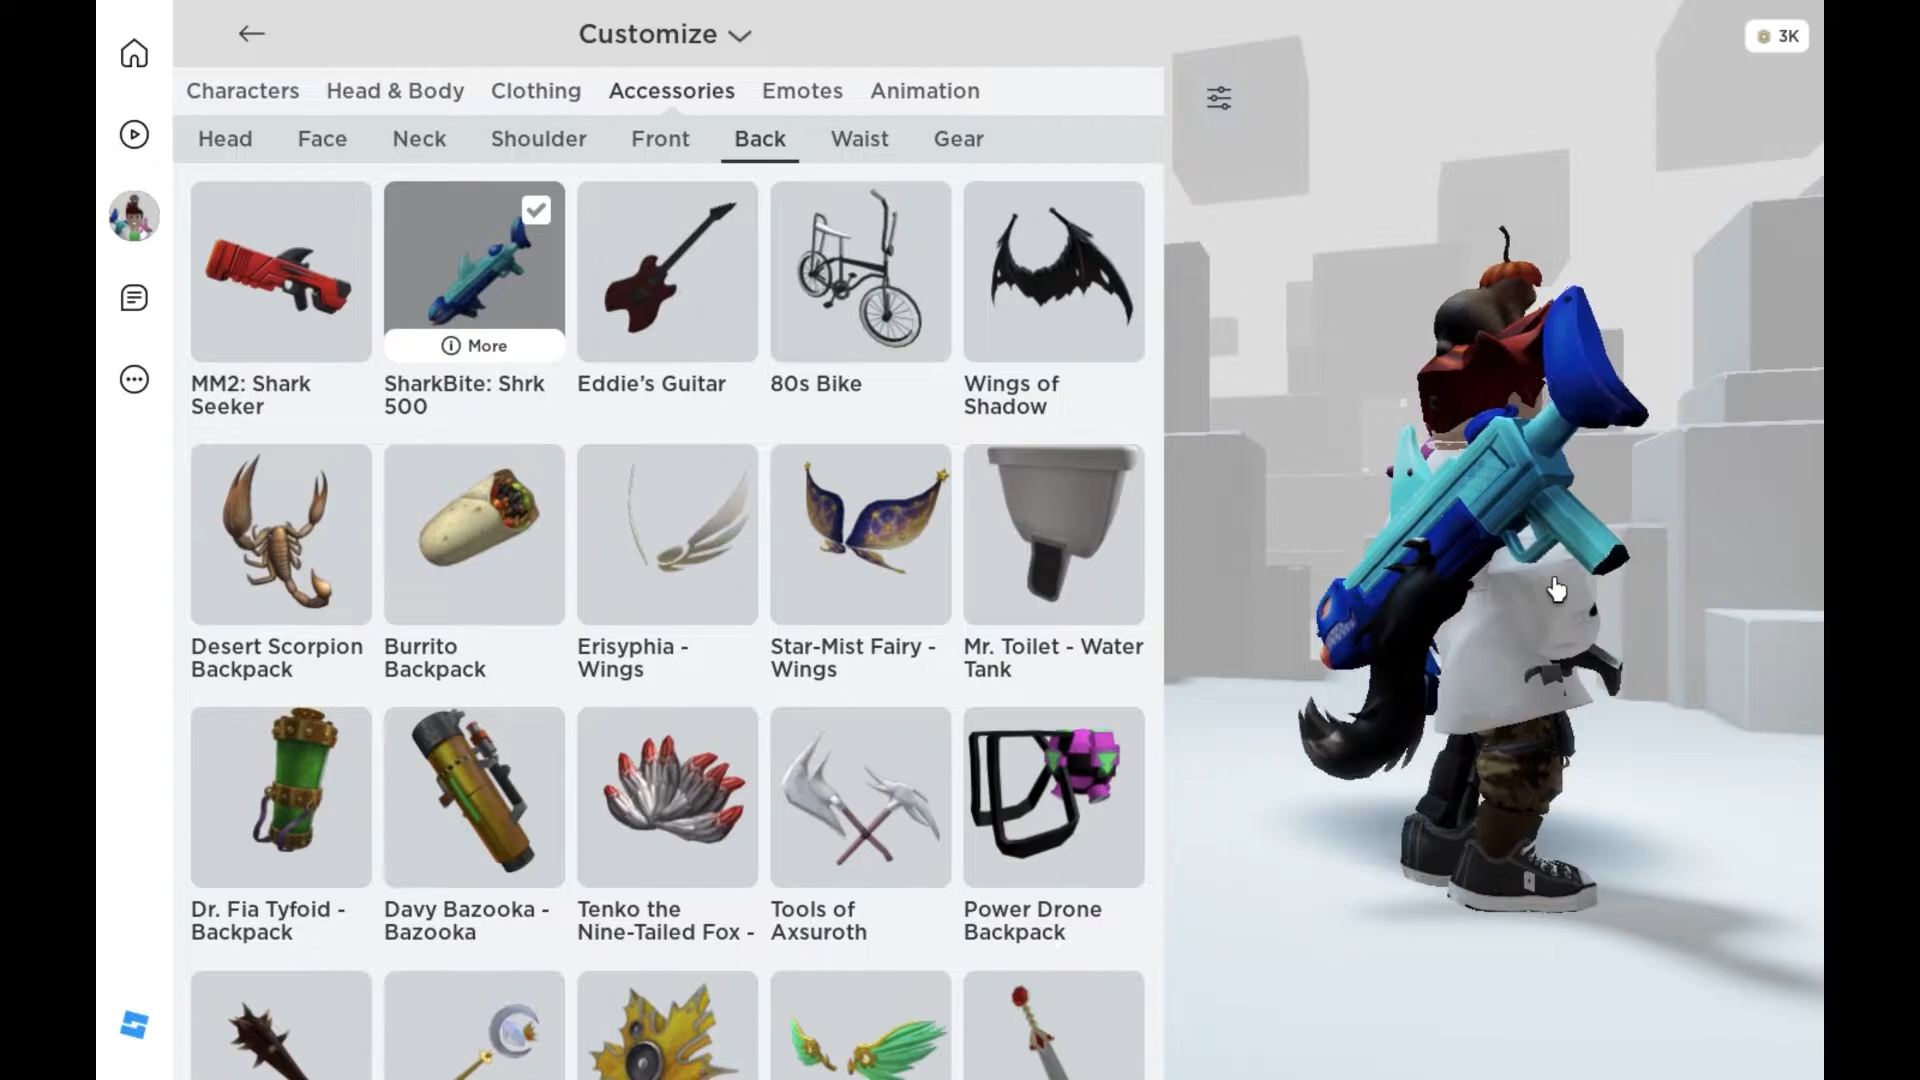 Customize
3K
Characters Head & Body Clothing Accessories Emotes Animation
Head Face Neck Shoulder Front Back Waist Gear
More
MM2: Shark
Seeker
SharkBite: Shrk
500
Eddie's Guitar
80s Bike
Wings of
Shadow
Desert Scorpion
Backpack
Burrito
Backpack
Erisyphia -
Wings
Star-Mist Fairy -
Wings
Mr. Toilet - Water
Tank
Dr. Fia Tyfoid -
Backpack
Davy Bazooka -
Bazooka
Tenko the
Nine-Tailed Fox -
Tools of
Axsuroth
Power Drone
Backpack